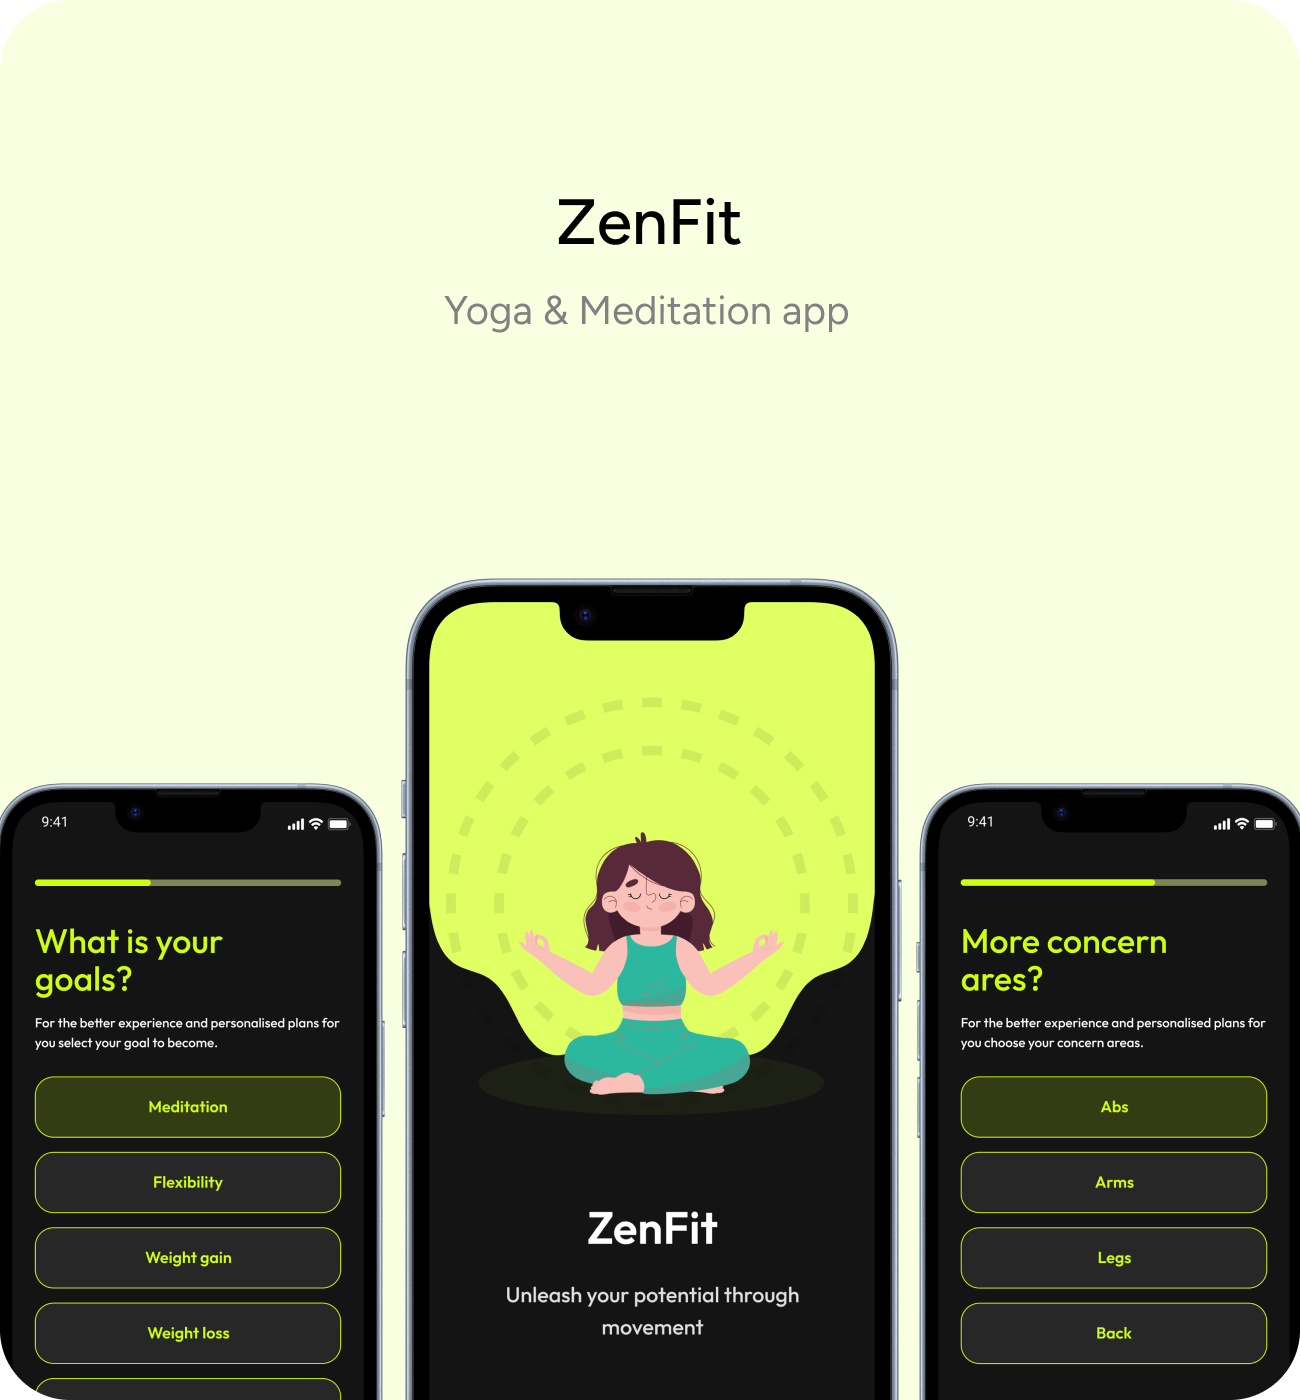 ZenFit
Yoga & Meditation app
9:41
What is your
goals?
For the better experience and personalised plans for
you select your goal to become.
Meditation
Flexibility
Weight gain
Weight loss
ZenFit
Unleash your potential through
movement
9:41
More concern
ares?
For the better experience and personalised plans for
you choose your concern areas.
Abs
Arms
Legs
Back